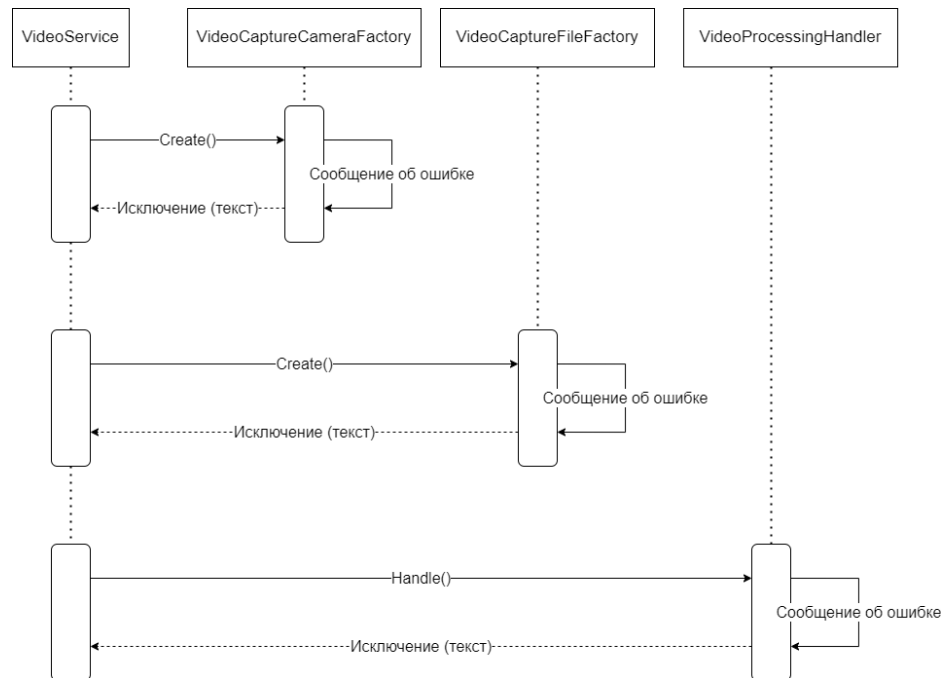 VideoService
VideoCaptureCameraFactory
VideoCaptureFileFactory
VideoProcessingHandler
Create()
Сообщение об ошибке
Исключение (текст)
Create()
Сообщение об ошибке
Исключение (текст)
Handle()
Сообщение об ошибке
Исключение (текст)